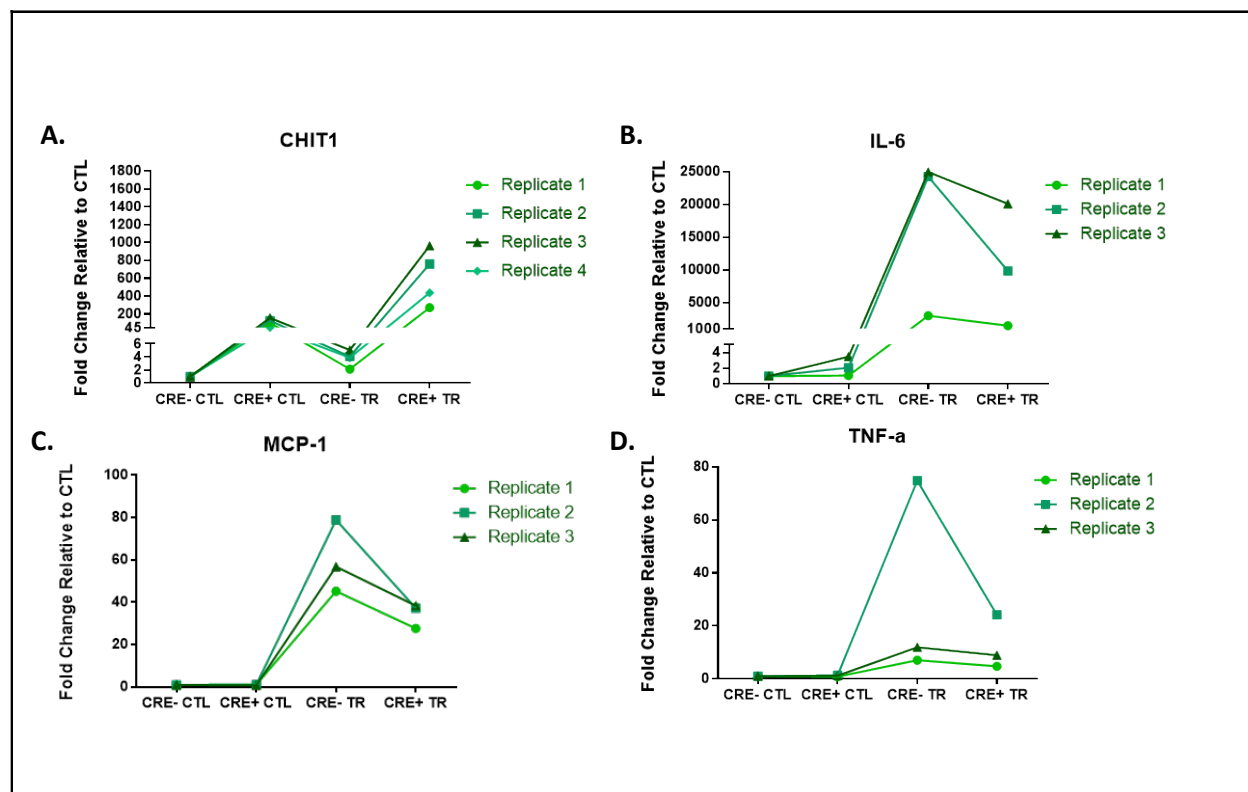 A.
CHIT1
Fold Change Relative to CTL
1800
1600
1400
1200
1000
800
600
400
200
45
6
4
2
0
CRE- CTL CRE+ CTL CRE- TR CRE+ TR
Replicate 1
Replicate 2
Replicate 3
Replicate 4
B.
IL-6
Fold Change Relative to CTL
25000
20000
15000
10000
5000
1000
4
2
0
CRE- CTL CRE+ CTL CRE- TR CRE+ TR
Replicate 1
Replicate 2
Replicate 3
C.
MCP-1
Fold Change Relative to CTL
100
80
60
40
20
0
CRE- CTL CRE+ CTL CRE- TR CRE+ TR
Replicate 1
Replicate 2
Replicate 3
D.
TNF-a
Fold Change Relative to CTL
80
60
40
20
0
CRE- CTL CRE+ CTL CRE- TR CRE+ TR
Replicate 1
Replicate 2
Replicate 3